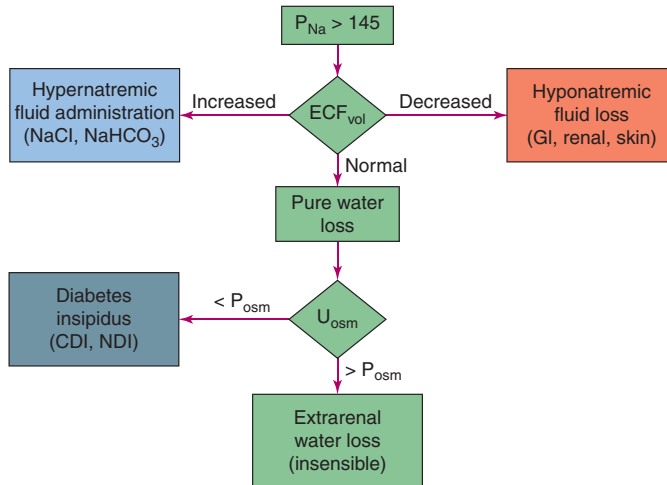 P_Na > 145
Increased
ECF_vol
Decreased
Hypernatremic
fluid administration
(NaCl, NaHCO₃)
Hyponatremic
fluid loss
(GI, renal, skin)
Normal
Pure water
loss
Diabetes
insipidus
(CDI, NDI)
< P_osm
U_osm
> P_osm
Extrarenal
water loss
(insensible)